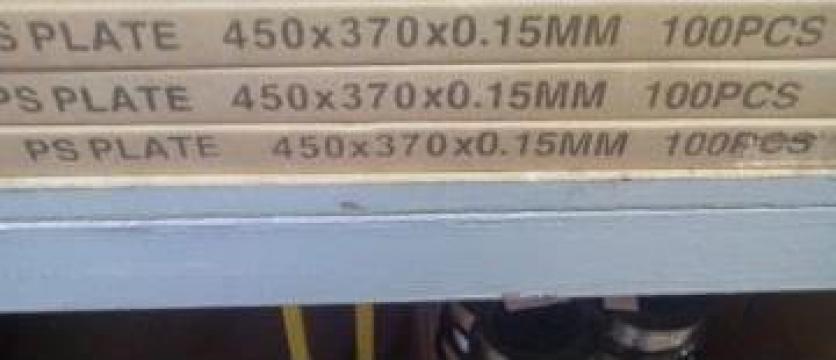 S PLATE 450x370x0.15MM 100PCS
PS PLATE 450x370x0.15MM 100PCS
PS PLATE 450x370x0.15MM 100PCS